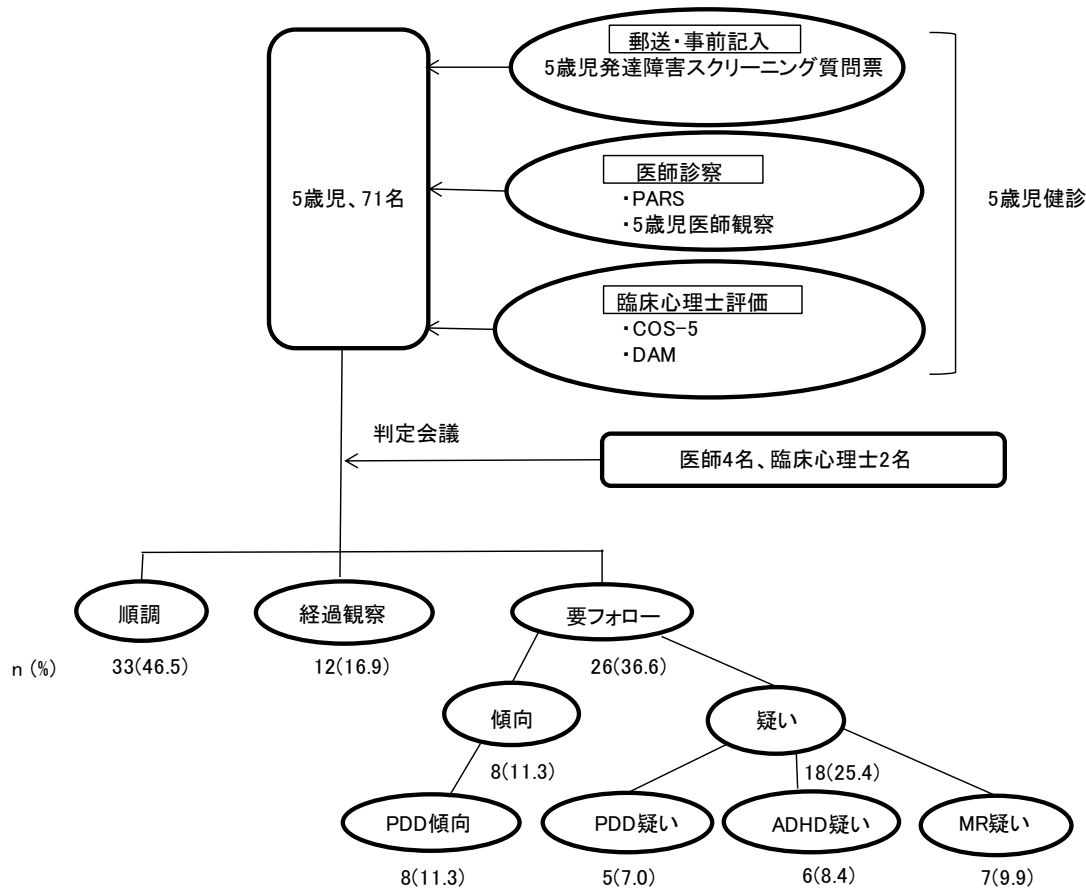 郵送・事前記入
5歳児発達障害スクリーニング質問票
医師診察
・PARS
・5歳児医師観察
5歳児、71名
5歳児健診
臨床心理士評価
・COS-5
・DAM
判定会議
医師4名、臨床心理士2名
順調
経過観察
要フォロー
n (%)
33(46.5)
12(16.9)
26(36.6)
傾向
疑い
8(11.3)
18(25.4)
PDD傾向
PDD疑い
ADHD疑い
MR疑い
8(11.3)
5(7.0)
6(8.4)
7(9.9)